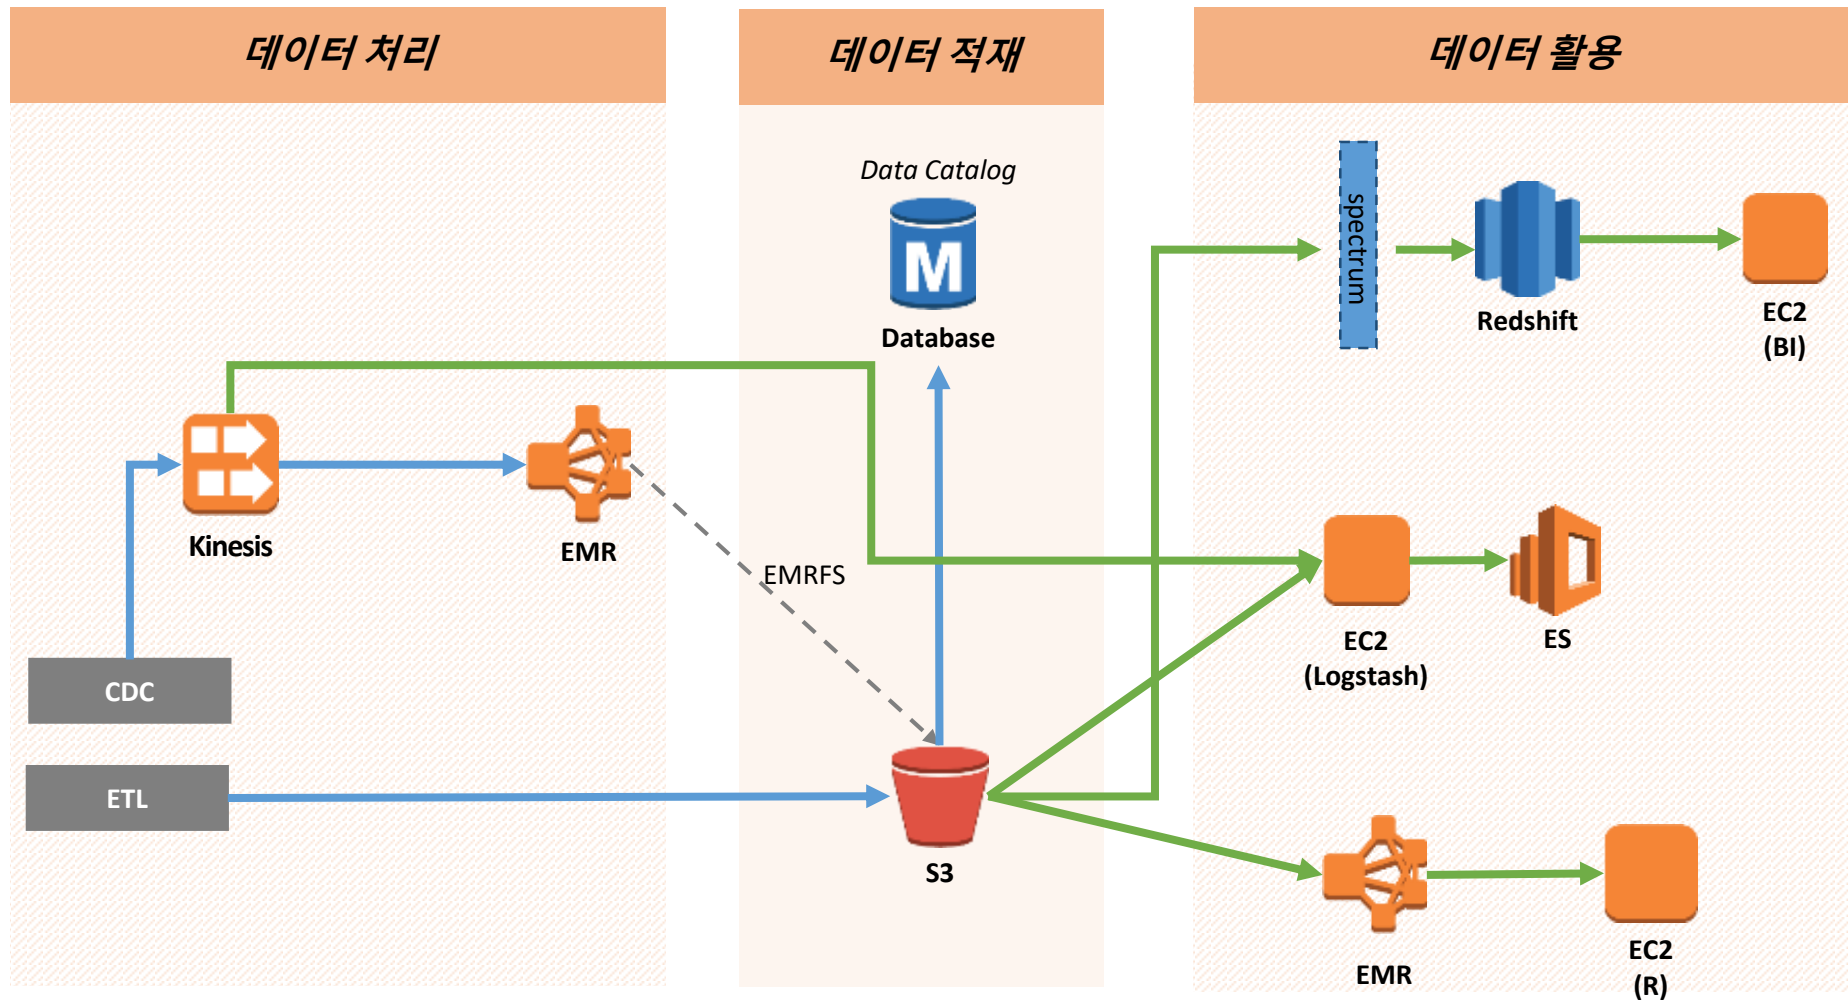 데이터 처리
데이터 적재
데이터 활용
Data Catalog
M
Database
spectrum
Redshift
EC2
(BI)
Kinesis
EMR
EMRFS
EC2
(Logstash)
ES
CDC
ETL
S3
EMR
EC2
(R)